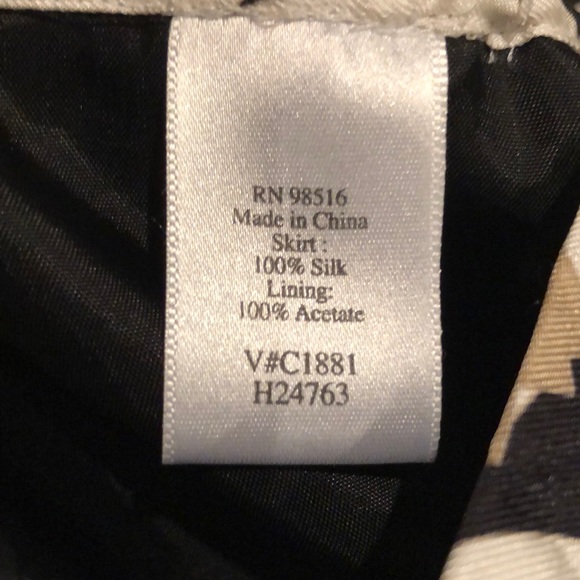 RN 98516
Made in China
Skirt :
100% Silk
Lining:
100% Acetate
V#C1881
H24763